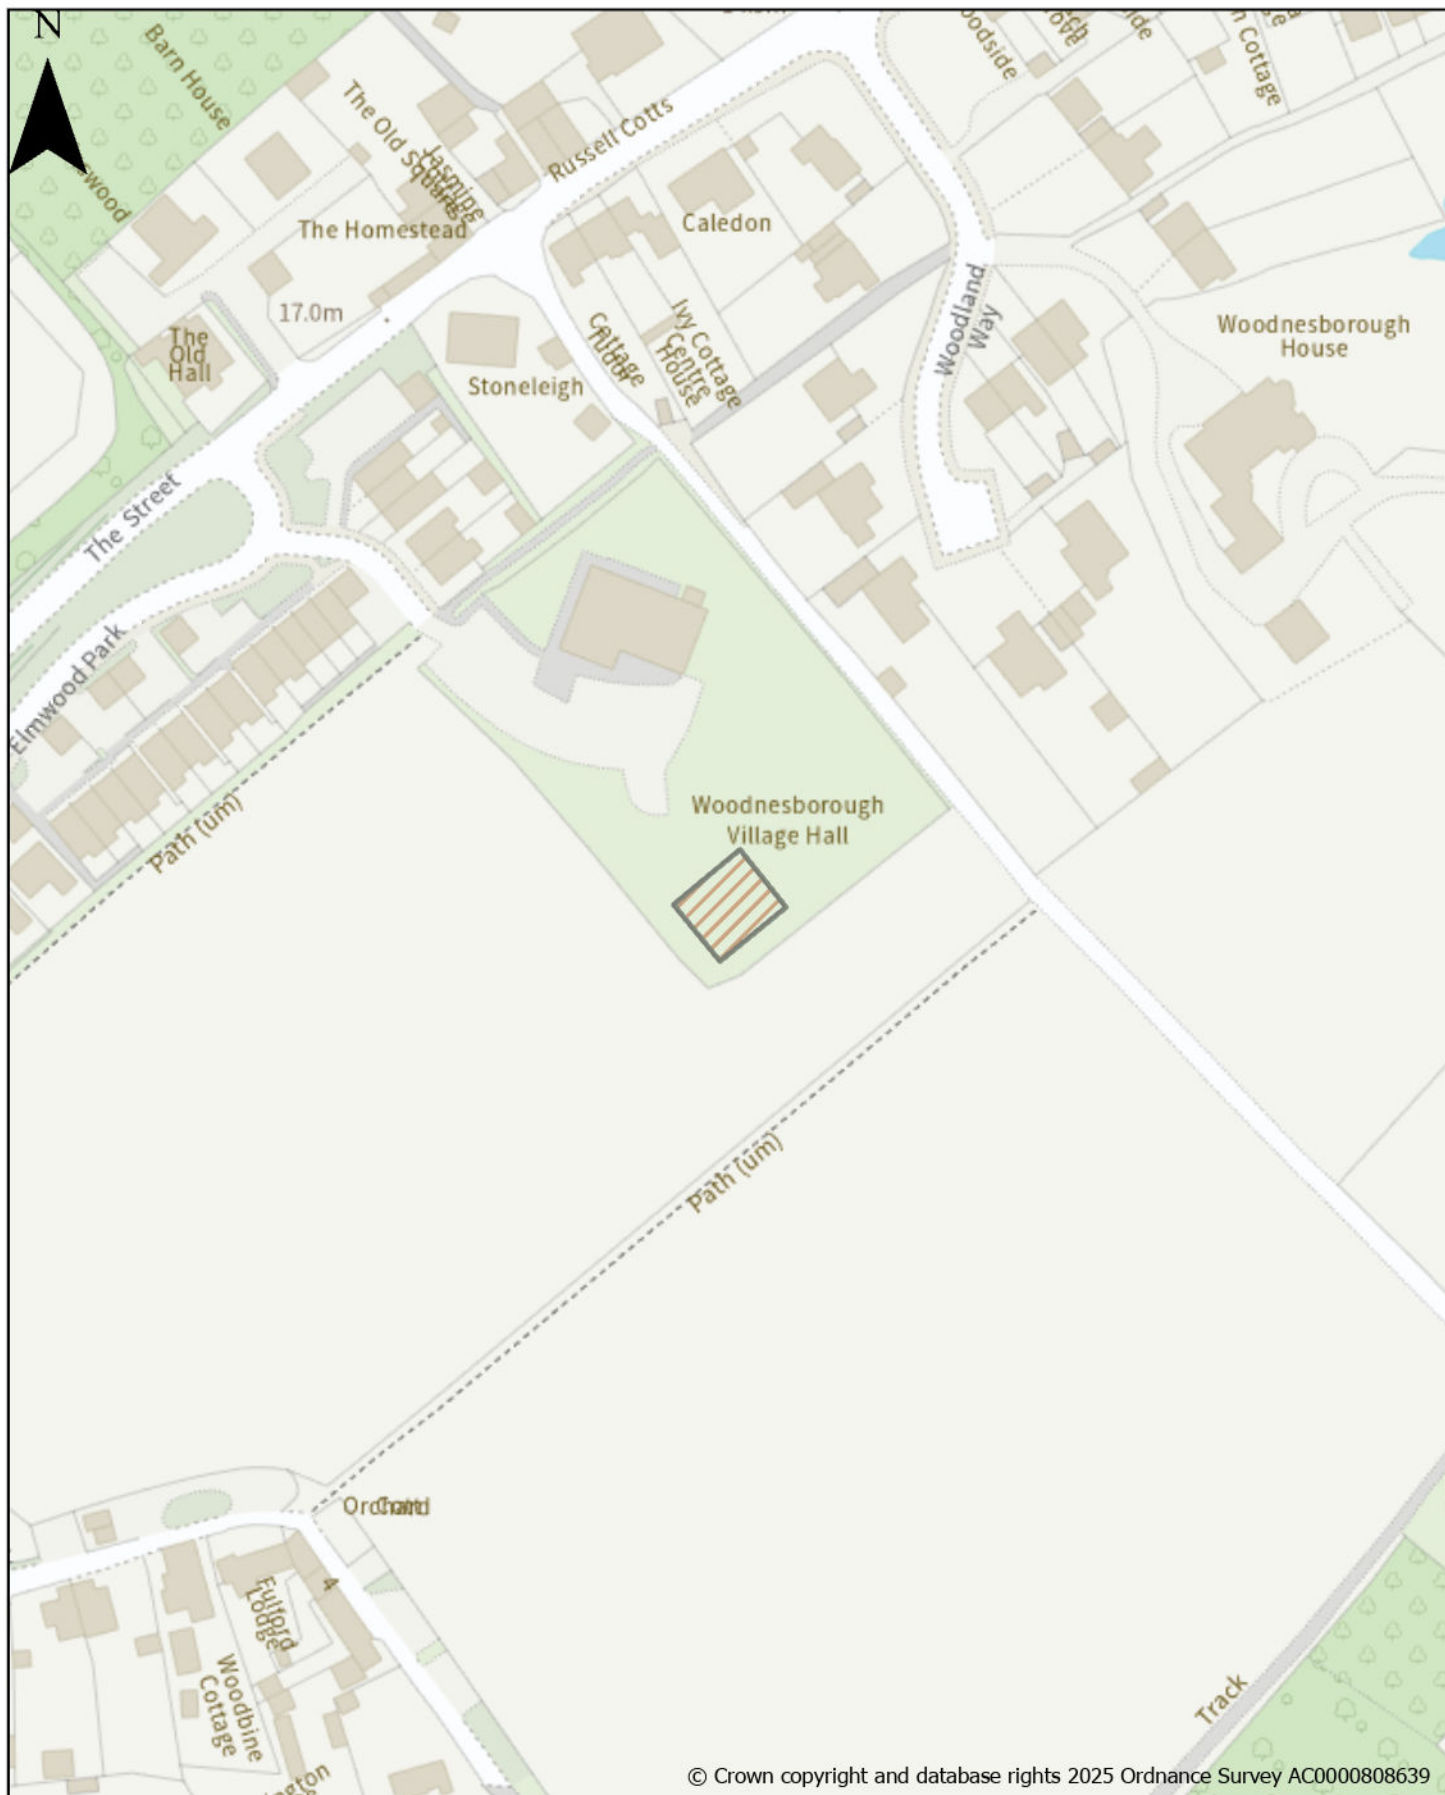 N
Barn House
The Old
Jasmine
Russell Cotts
Cottage
The Homestead
Caledon
17.0m
The
Old
Hall
Stoneleigh
Tudor
Cottage
Ivy Cottage
Centre
House
Woodland
Way
Woodnesborough
House
The Street
Elmwood Park
Path (um)
Woodnesborough
Village Hall
Path (um)
Orchard
4
Fulford
Lodge
Woodbine
Cottage
Track
© Crown copyright and database rights 2025 Ordnance Survey AC0000808639